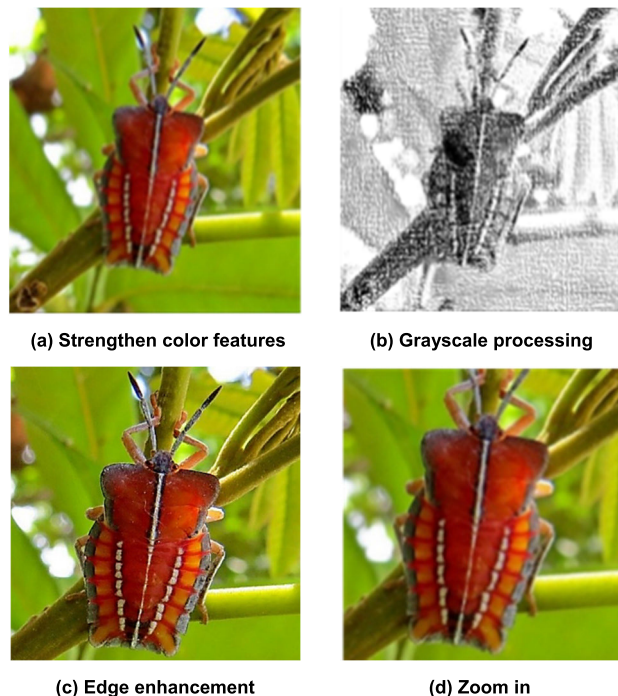 (a) Strengthen color features
(b) Grayscale processing
(c) Edge enhancement
(d) Zoom in